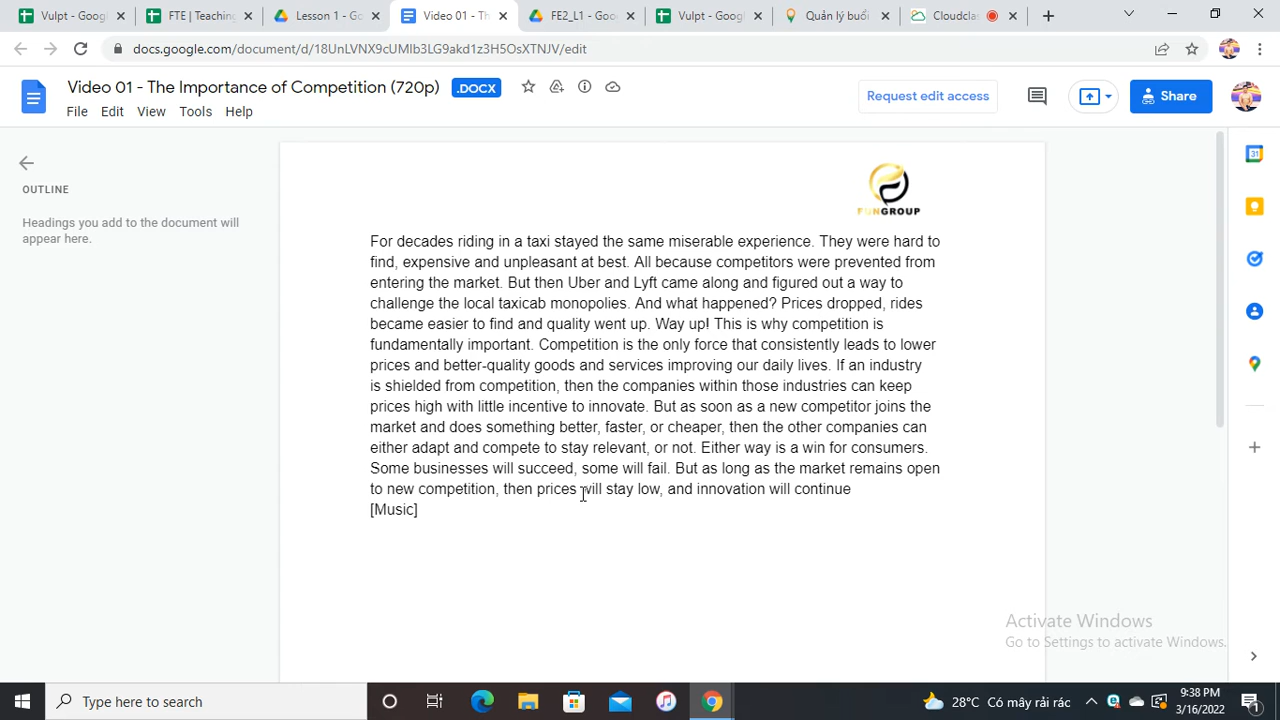 Vulpt - Goog
FTE | Teaching
Lesson 1 - Go
Video 01 - Th
FE2_L1 - Goo
Vulpt - Goog
Quản lý buổi
Cloudclas
docs.google.com/document/d/18UnLVNX9cUMlb3LG9akd1z3H5OsXTNJV/edit
Video 01 - The Importance of Competition (720p)
.DOCX
File Edit View Tools Help
Request edit access
Share
OUTLINE
Headings you add to the document will
appear here.
FUNGROUP
For decades riding in a taxi stayed the same miserable experience. They were hard to
find, expensive and unpleasant at best. All because competitors were prevented from
entering the market. But then Uber and Lyft came along and figured out a way to
challenge the local taxicab monopolies. And what happened? Prices dropped, rides
became easier to find and quality went up. Way up! This is why competition is
fundamentally important. Competition is the only force that consistently leads to lower
prices and better-quality goods and services improving our daily lives. If an industry
is shielded from competition, then the companies within those industries can keep
prices high with little incentive to innovate. But as soon as a new competitor joins the
market and does something better, faster, or cheaper, then the other companies can
either adapt and compete to stay relevant, or not. Either way is a win for consumers.
Some businesses will succeed, some will fail. But as long as the market remains open
to new competition, then prices will stay low, and innovation will continue
[Music]
Activate Windows
Go to Settings to activate Windows.
Type here to search
28°C Có mây rải rác
9:38 PM
3/16/2022